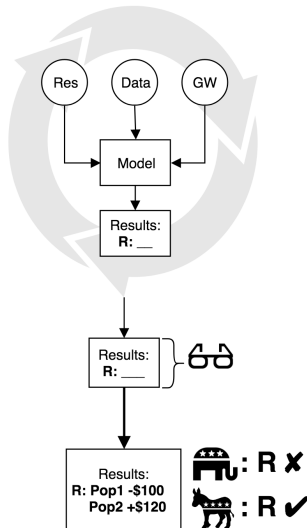 Res Data GW
Model
Results:
R: __
Results:
R: ___
Results:
R: Pop1 -$100
Pop2 +$120
: R ✘
: R ✔